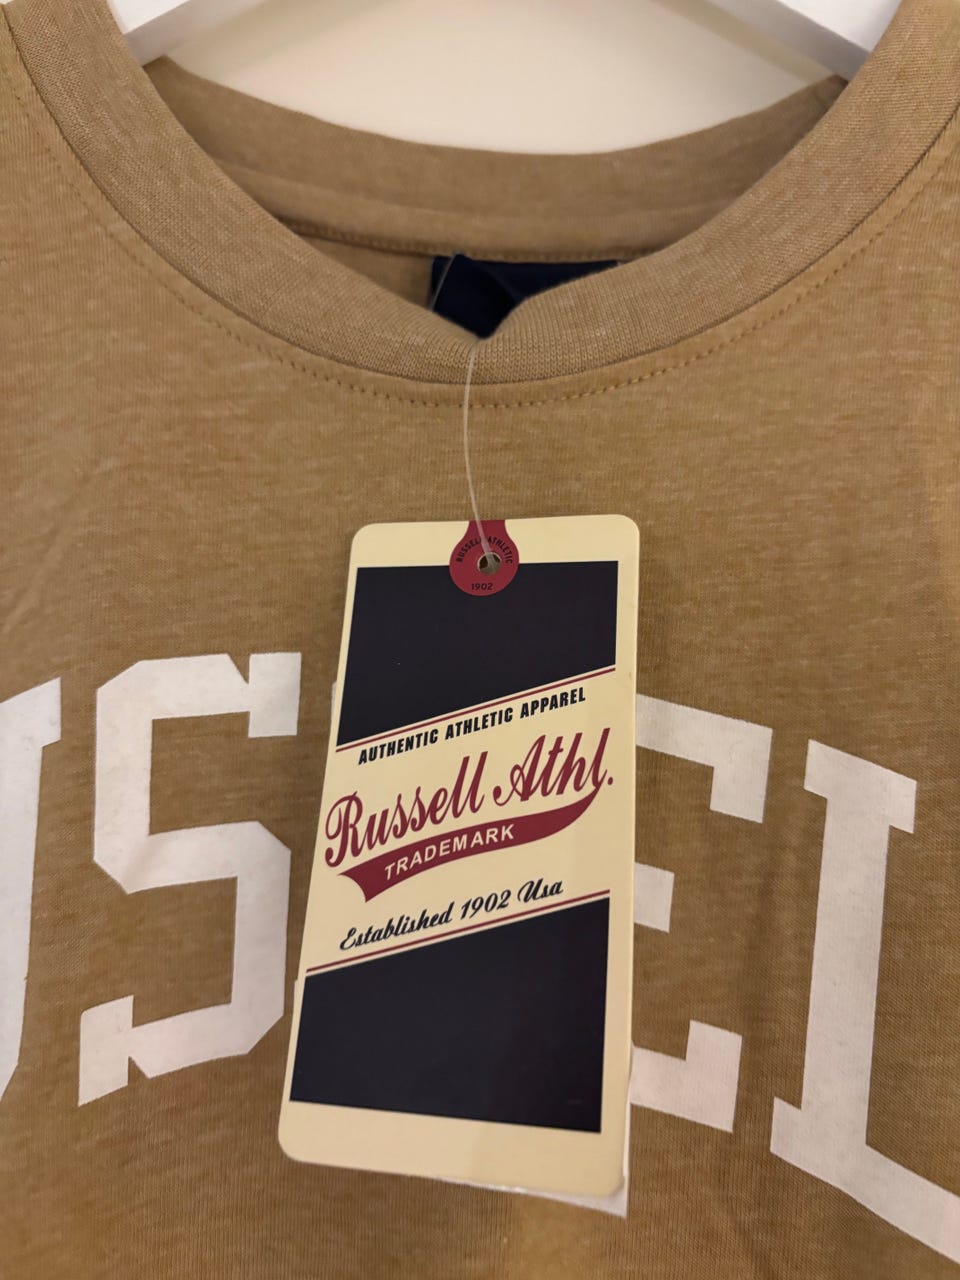 RUSSELL ATHLETIC
1902
AUTHENTIC ATHLETIC APPAREL
Russell Athl.
TRADEMARK
Established 1902 Usa
USSEL